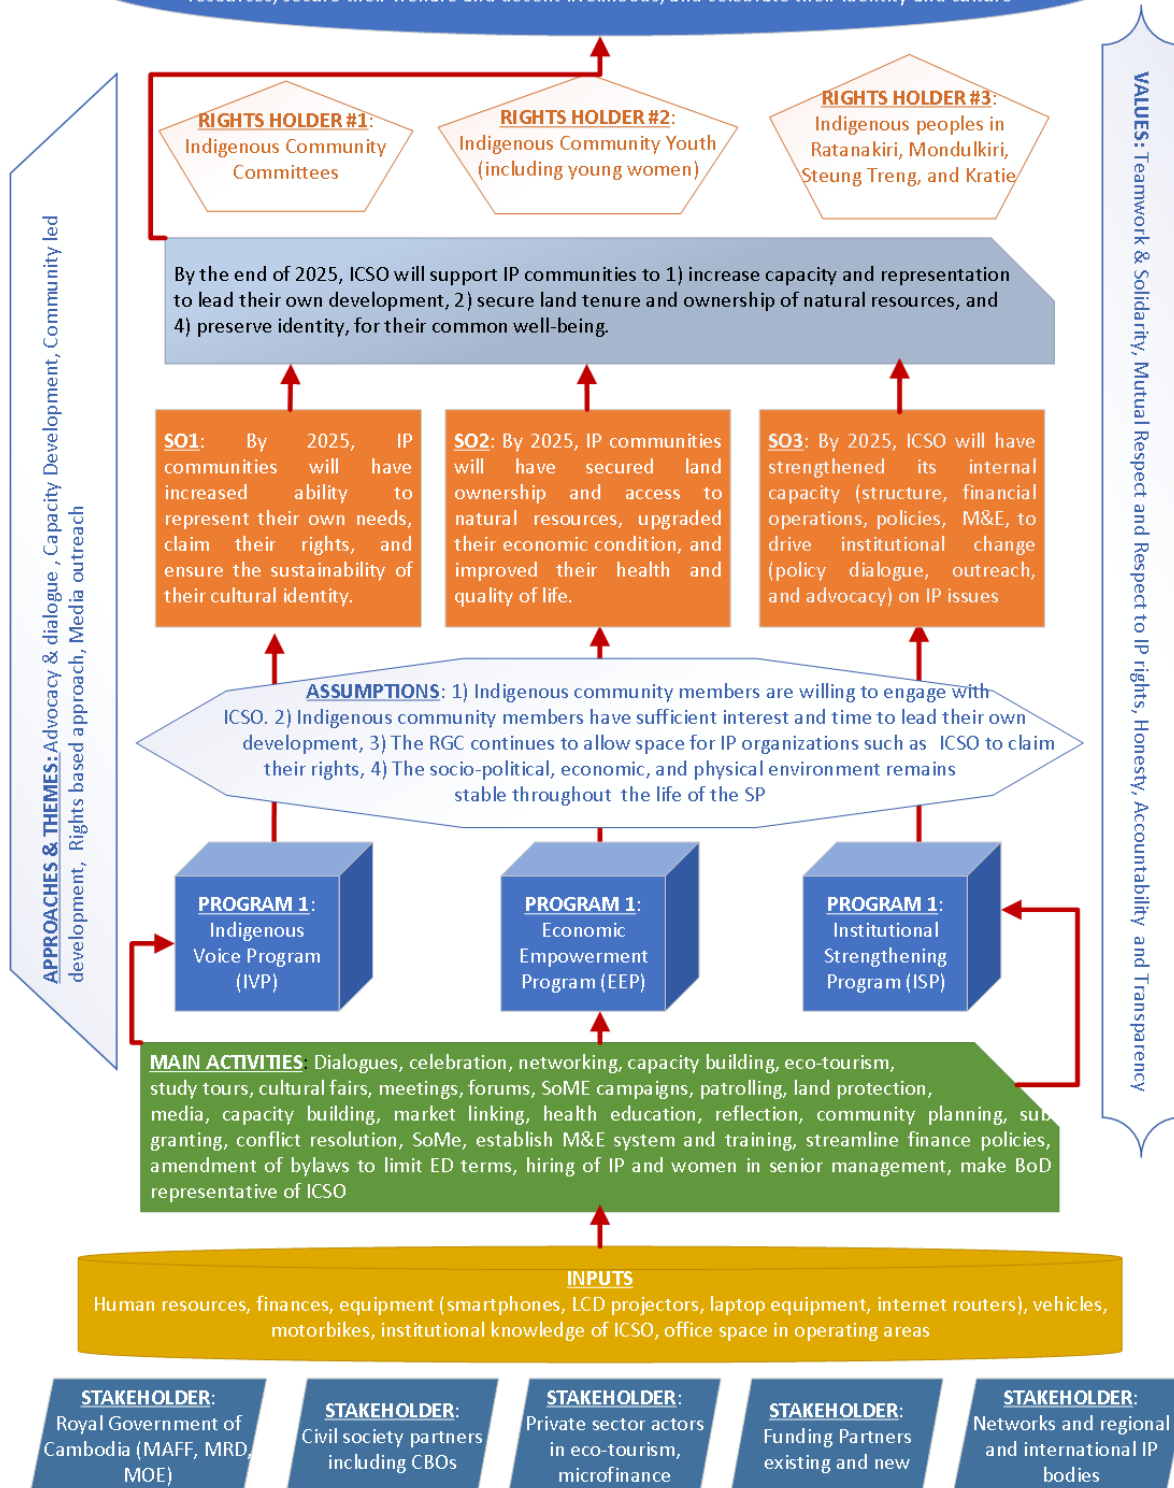 resources, secure their welfare and decent livelihoods, and celebrate their identity and culture
RIGHTS HOLDER #1:
Indigenous Community
Committees
RIGHTS HOLDER #2:
Indigenous Community Youth
(including young women)
RIGHTS HOLDER #3:
Indigenous peoples in
Ratanakiri, Mondulkiri,
Steung Treng, and Kratie
By the end of 2025, ICSO will support IP communities to 1) increase capacity and representation
to lead their own development, 2) secure land tenure and ownership of natural resources, and
4) preserve identity, for their common well-being.
SO1: By 2025, IP
communities will have
increased ability to
represent their own needs,
claim their rights, and
ensure the sustainability of
their cultural identity.
SO2: By 2025, IP communities
will have secured land
ownership and access to
natural resources, upgraded
their economic condition, and
improved their health and
quality of life.
SO3: By 2025, ICSO will have
strengthened its internal
capacity (structure, financial
operations, policies, M&E, to
drive institutional change
(policy dialogue, outreach,
and advocacy) on IP issues
ASSUMPTIONS: 1) Indigenous community members are willing to engage with
ICSO. 2) Indigenous community members have sufficient interest and time to lead their own
development, 3) The RGC continues to allow space for IP organizations such as ICSO to claim
their rights, 4) The socio-political, economic, and physical environment remains
stable throughout the life of the SP
PROGRAM 1:
Indigenous
Voice Program
(IVP)
PROGRAM 1:
Economic
Empowerment
Program (EEP)
PROGRAM 1:
Institutional
Strengthening
Program (ISP)
MAIN ACTIVITIES: Dialogues, celebration, networking, capacity building, eco-tourism,
study tours, cultural fairs, meetings, forums, SoME campaigns, patrolling, land protection,
media, capacity building, market linking, health education, reflection, community planning, sub
granting, conflict resolution, SoMe, establish M&E system and training, streamline finance policies,
amendment of bylaws to limit ED terms, hiring of IP and women in senior management, make BoD
representative of ICSO
INPUTS
Human resources, finances, equipment (smartphones, LCD projectors, laptop equipment, internet routers), vehicles,
motorbikes, institutional knowledge of ICSO, office space in operating areas
STAKEHOLDER:
Royal Government of
Cambodia (MAFF, MRD,
MOE)
STAKEHOLDER:
Civil society partners
including CBOs
STAKEHOLDER:
Private sector actors
in eco-tourism,
microfinance
STAKEHOLDER:
Funding Partners
existing and new
STAKEHOLDER:
Networks and regional
and international IP
bodies
APPROACHES & THEMES: Advocacy & dialogue , Capacity Development, Community led
development, Rights based approach, Media outreach
VALUES: Teamwork & Solidarity, Mutual Respect and Respect to IP rights, Honesty, Accountability and Transparency